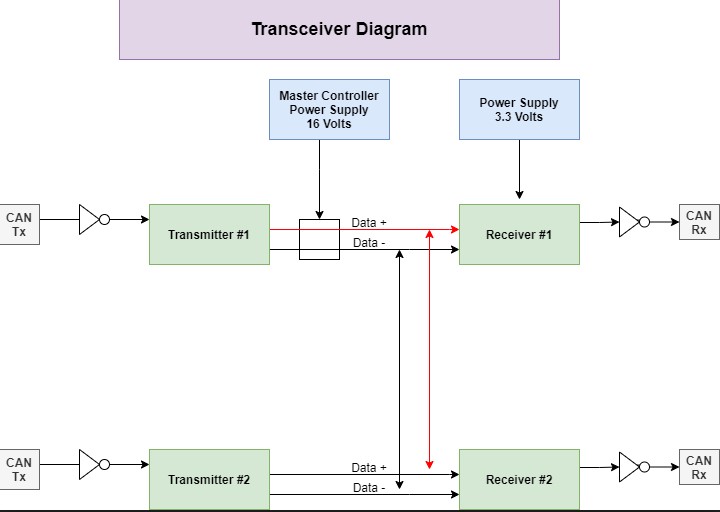 Transceiver Diagram
Master Controller
Power Supply
16 Volts
Power Supply
3.3 Volts
CAN
Tx
Transmitter #1
Data +
Data -
Receiver #1
CAN
Rx
CAN
Tx
Transmitter #2
Data +
Data -
Receiver #2
CAN
Rx